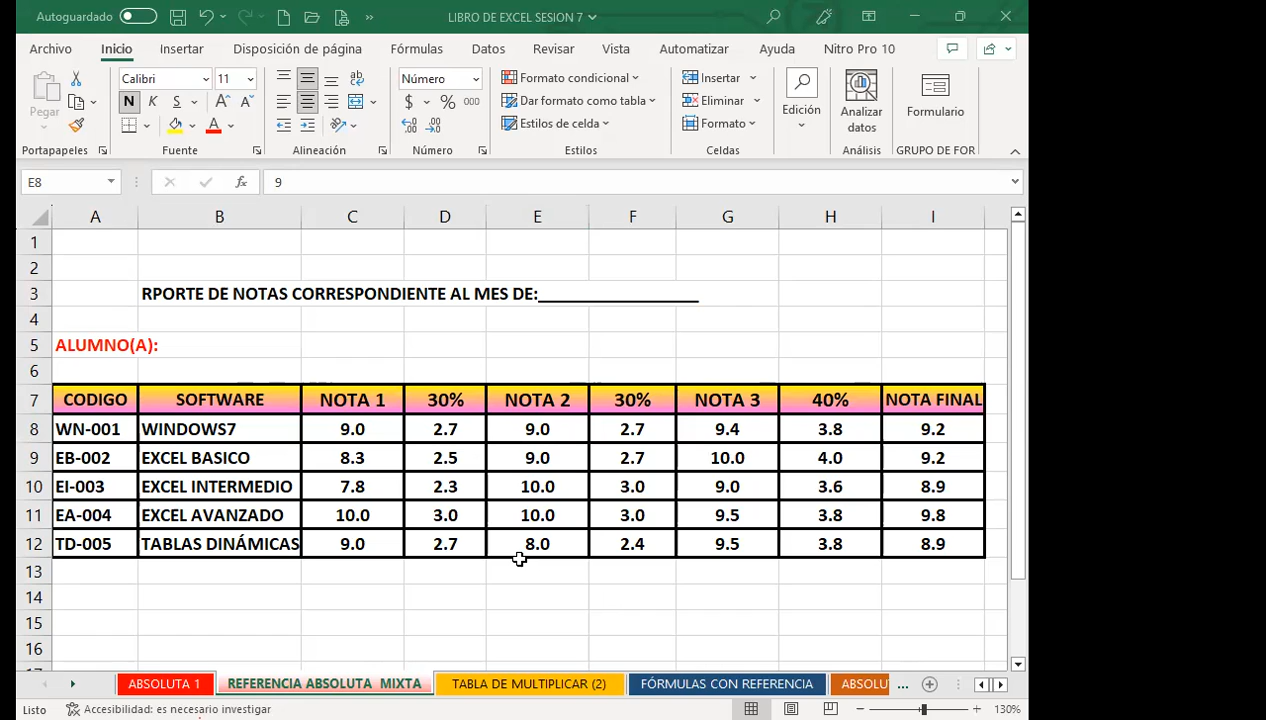 Autoguardado LIBRO DE EXCEL SESION 7
Archivo Inicio Insertar Disposición de página Fórmulas Datos Revisar Vista Automatizar Ayuda Nitro Pro 10
Pegar Calibri 11 Número Formato condicional Insertar Edición Analizar datos Formulario
N K S ab $ % 000 Dar formato como tabla Eliminar
A Estilos de celda Formato
Portapapeles Fuente Alineación Número Estilos Celdas Análisis GRUPO DE FOR
E8 fx 9
A B C D E F G H I
1
2
3 RPORTE DE NOTAS CORRESPONDIENTE AL MES DE:__________________
4
5 ALUMNO(A):
6
7 CODIGO SOFTWARE NOTA 1 30% NOTA 2 30% NOTA 3 40% NOTA FINAL
8 WN-001 WINDOWS7 9.0 2.7 9.0 2.7 9.4 3.8 9.2
9 EB-002 EXCEL BASICO 8.3 2.5 9.0 2.7 10.0 4.0 9.2
10 EI-003 EXCEL INTERMEDIO 7.8 2.3 10.0 3.0 9.0 3.6 8.9
11 EA-004 EXCEL AVANZADO 10.0 3.0 10.0 3.0 9.5 3.8 9.8
12 TD-005 TABLAS DINÁMICAS 9.0 2.7 8.0 2.4 9.5 3.8 8.9
13
14
15
16
17
ABSOLUTA 1 REFERENCIA ABSOLUTA MIXTA TABLA DE MULTIPLICAR (2) FÓRMULAS CON REFERENCIA ABSOLU ...
Listo Accesibilidad: es necesario investigar 130%